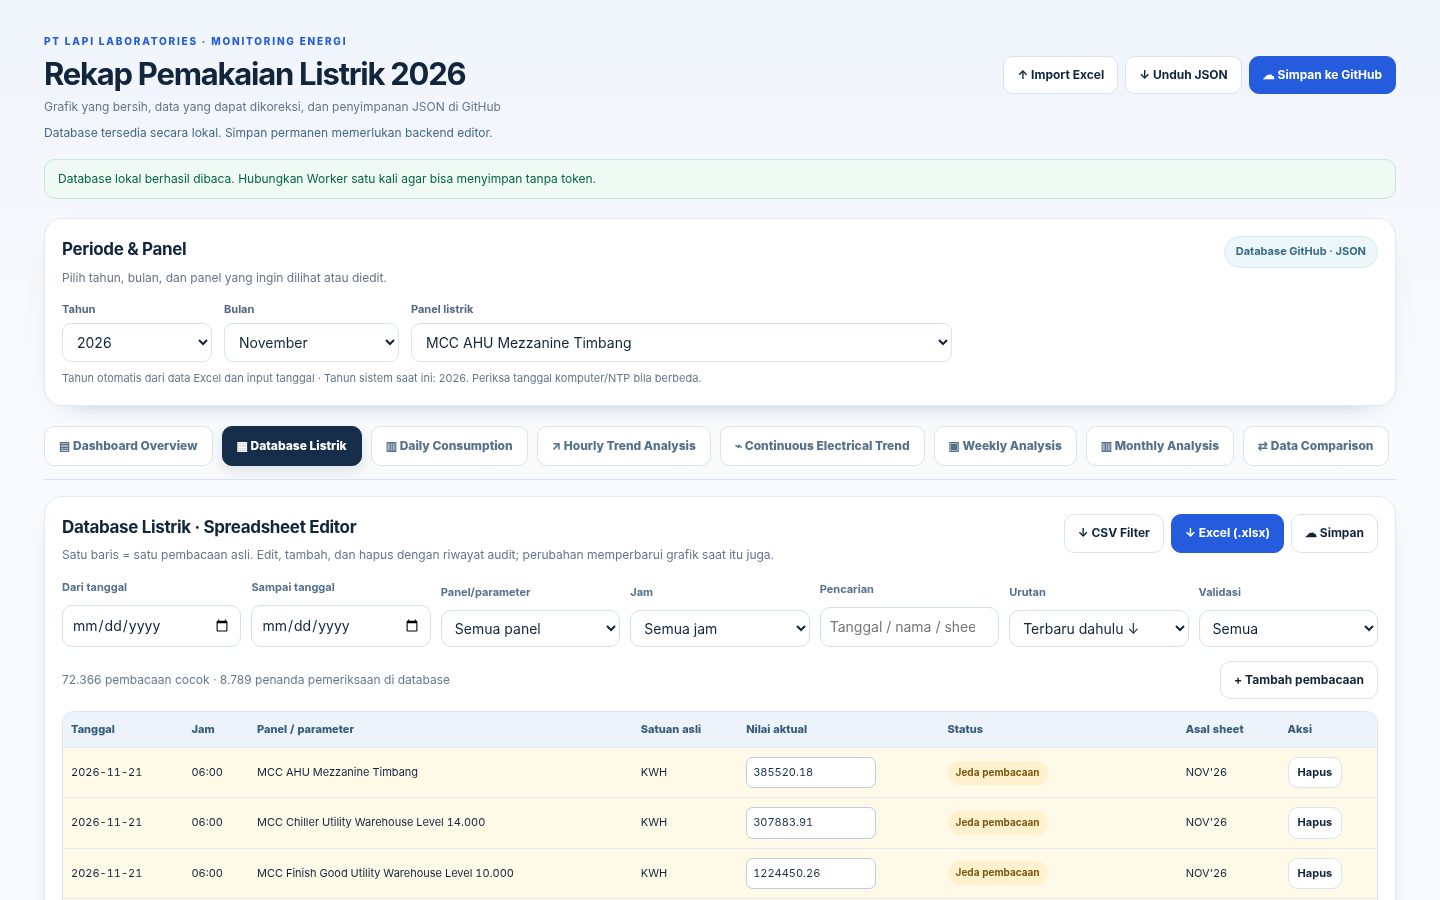 PT LAPI LABORATORIES · MONITORING ENERGI
Rekap Pemakaian Listrik 2026
Grafik yang bersih, data yang dapat dikoreksi, dan penyimpanan JSON di GitHub
Database tersedia secara lokal. Simpan permanen memerlukan backend editor.
↑ Import Excel
↓ Unduh JSON
☁ Simpan ke GitHub
Database lokal berhasil dibaca. Hubungkan Worker satu kali agar bisa menyimpan tanpa token.
Periode & Panel
Database GitHub · JSON
Pilih tahun, bulan, dan panel yang ingin dilihat atau diedit.
Tahun Bulan Panel listrik
2026 November MCC AHU Mezzanine Timbang
Tahun otomatis dari data Excel dan input tanggal · Tahun sistem saat ini: 2026. Periksa tanggal komputer/NTP bila berbeda.
▤ Dashboard Overview ▦ Database Listrik ▥ Daily Consumption ↗ Hourly Trend Analysis ⌁ Continuous Electrical Trend ▣ Weekly Analysis ▥ Monthly Analysis ⇄ Data Comparison
Database Listrik · Spreadsheet Editor
↓ CSV Filter ↓ Excel (.xlsx) ☁ Simpan
Satu baris = satu pembacaan asli. Edit, tambah, dan hapus dengan riwayat audit; perubahan memperbarui grafik saat itu juga.
Dari tanggal Sampai tanggal Panel/parameter Jam Pencarian Urutan Validasi
mm/dd/yyyy mm/dd/yyyy Semua panel Semua jam Tanggal / nama / shee Terbaru dahulu ↓ Semua
72.366 pembacaan cocok · 8.789 penanda pemeriksaan di database
+ Tambah pembacaan
Tanggal Jam Panel / parameter Satuan asli Nilai aktual Status Asal sheet Aksi
2026-11-21 06:00 MCC AHU Mezzanine Timbang KWH 385520.18 Jeda pembacaan NOV'26 Hapus
2026-11-21 06:00 MCC Chiller Utility Warehouse Level 14.000 KWH 307883.91 Jeda pembacaan NOV'26 Hapus
2026-11-21 06:00 MCC Finish Good Utility Warehouse Level 10.000 KWH 1224450.26 Jeda pembacaan NOV'26 Hapus